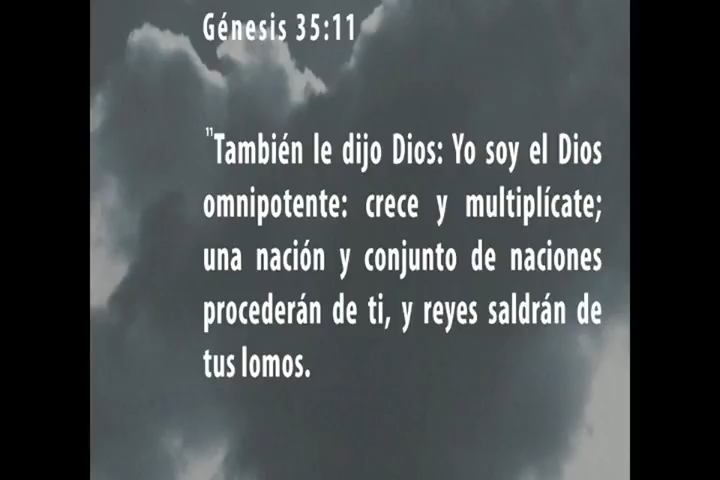 Génesis 35:11
11También le dijo Dios: Yo soy el Dios
omnipotente: crece y multiplícate;
una nación y conjunto de naciones
procederán de ti, y reyes saldrán de
tus lomos.